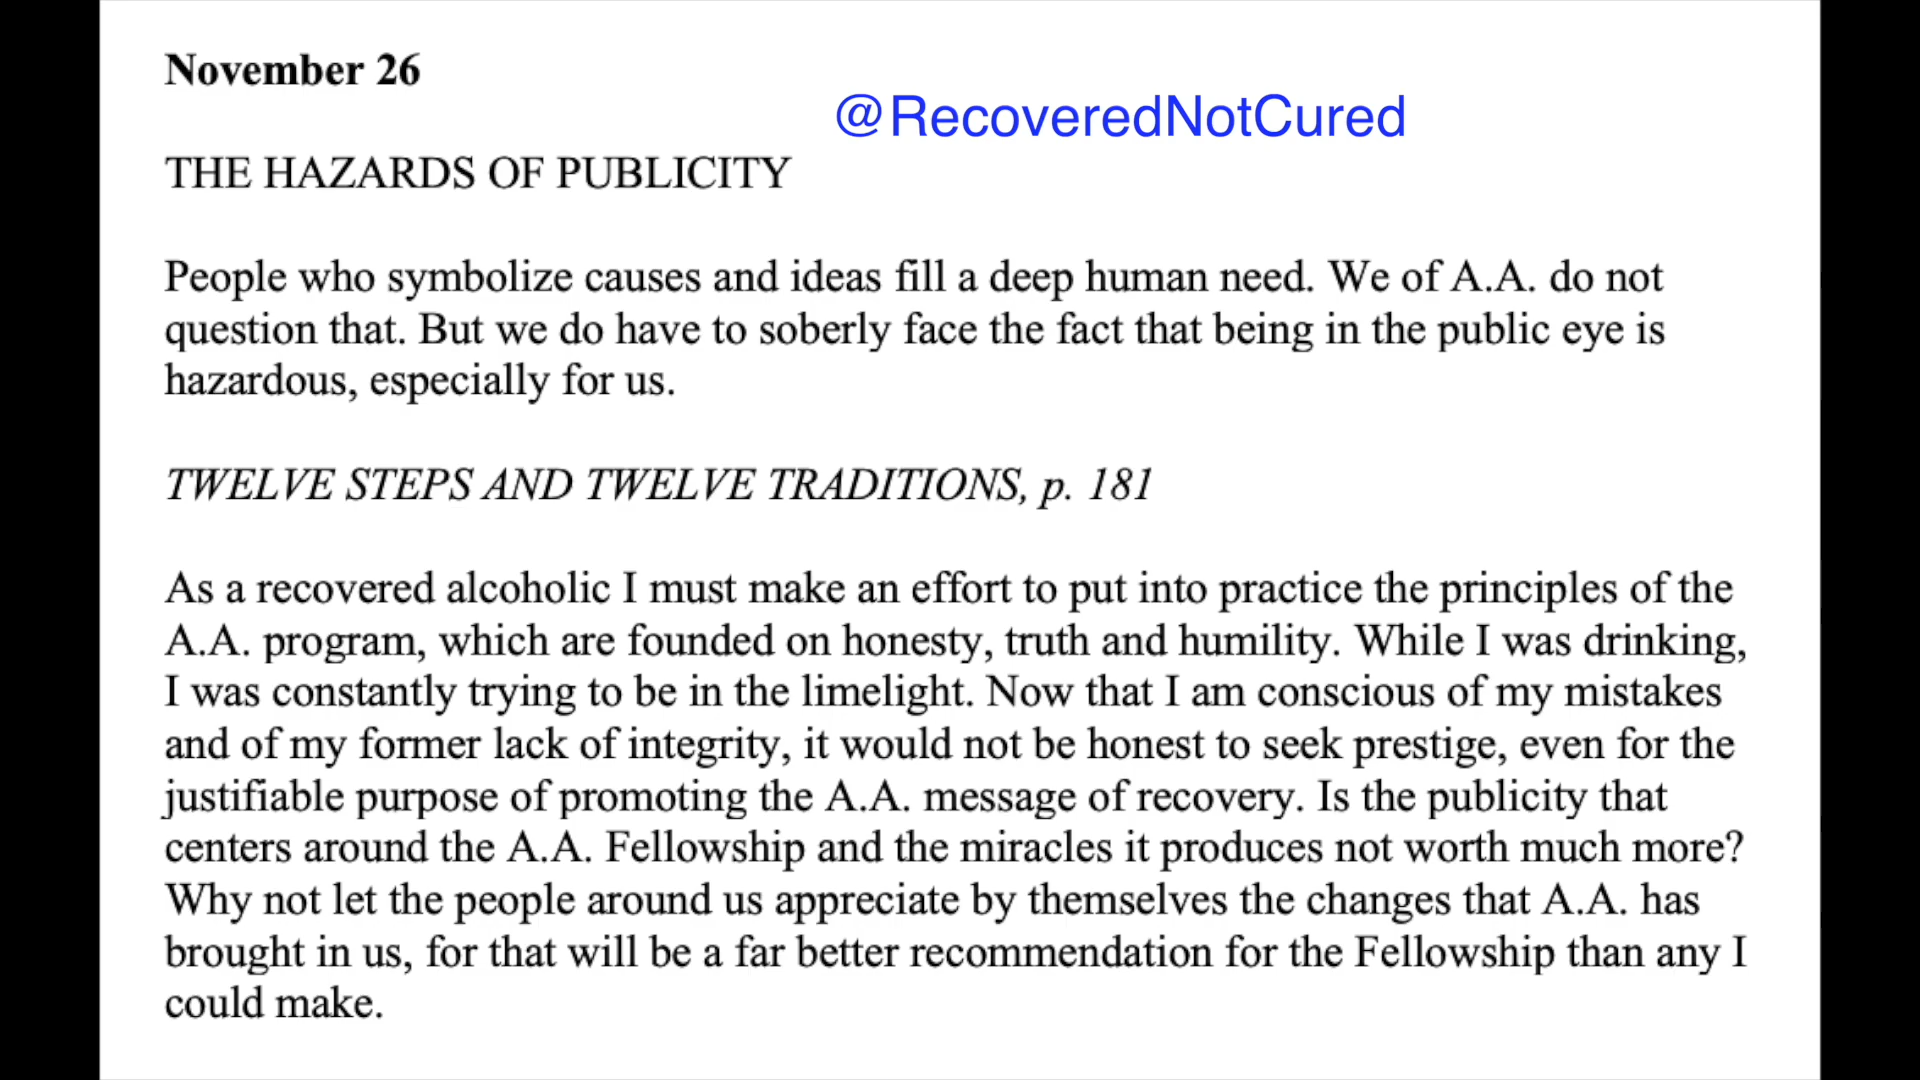 November 26
@RecoveredNotCured
THE HAZARDS OF PUBLICITY
People who symbolize causes and ideas fill a deep human need. We of A.A. do not
question that. But we do have to soberly face the fact that being in the public eye is
hazardous, especially for us.
TWELVE STEPS AND TWELVE TRADITIONS, p. 181
As a recovered alcoholic I must make an effort to put into practice the principles of the
A.A. program, which are founded on honesty, truth and humility. While I was drinking,
I was constantly trying to be in the limelight. Now that I am conscious of my mistakes
and of my former lack of integrity, it would not be honest to seek prestige, even for the
justifiable purpose of promoting the A.A. message of recovery. Is the publicity that
centers around the A.A. Fellowship and the miracles it produces not worth much more?
Why not let the people around us appreciate by themselves the changes that A.A. has
brought in us, for that will be a far better recommendation for the Fellowship than any I
could make.